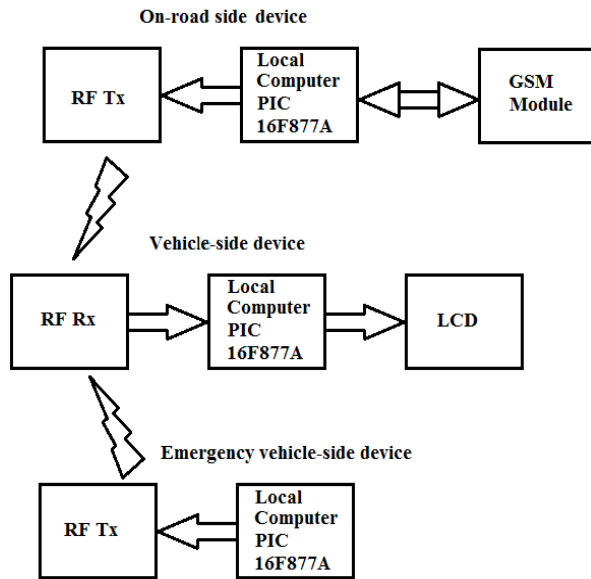 On-road side device
RF Tx
Local
Computer
PIC
16F877A
GSM
Module
Vehicle-side device
RF Rx
Local
Computer
PIC
16F877A
LCD
Emergency vehicle-side device
RF Tx
Local
Computer
PIC
16F877A